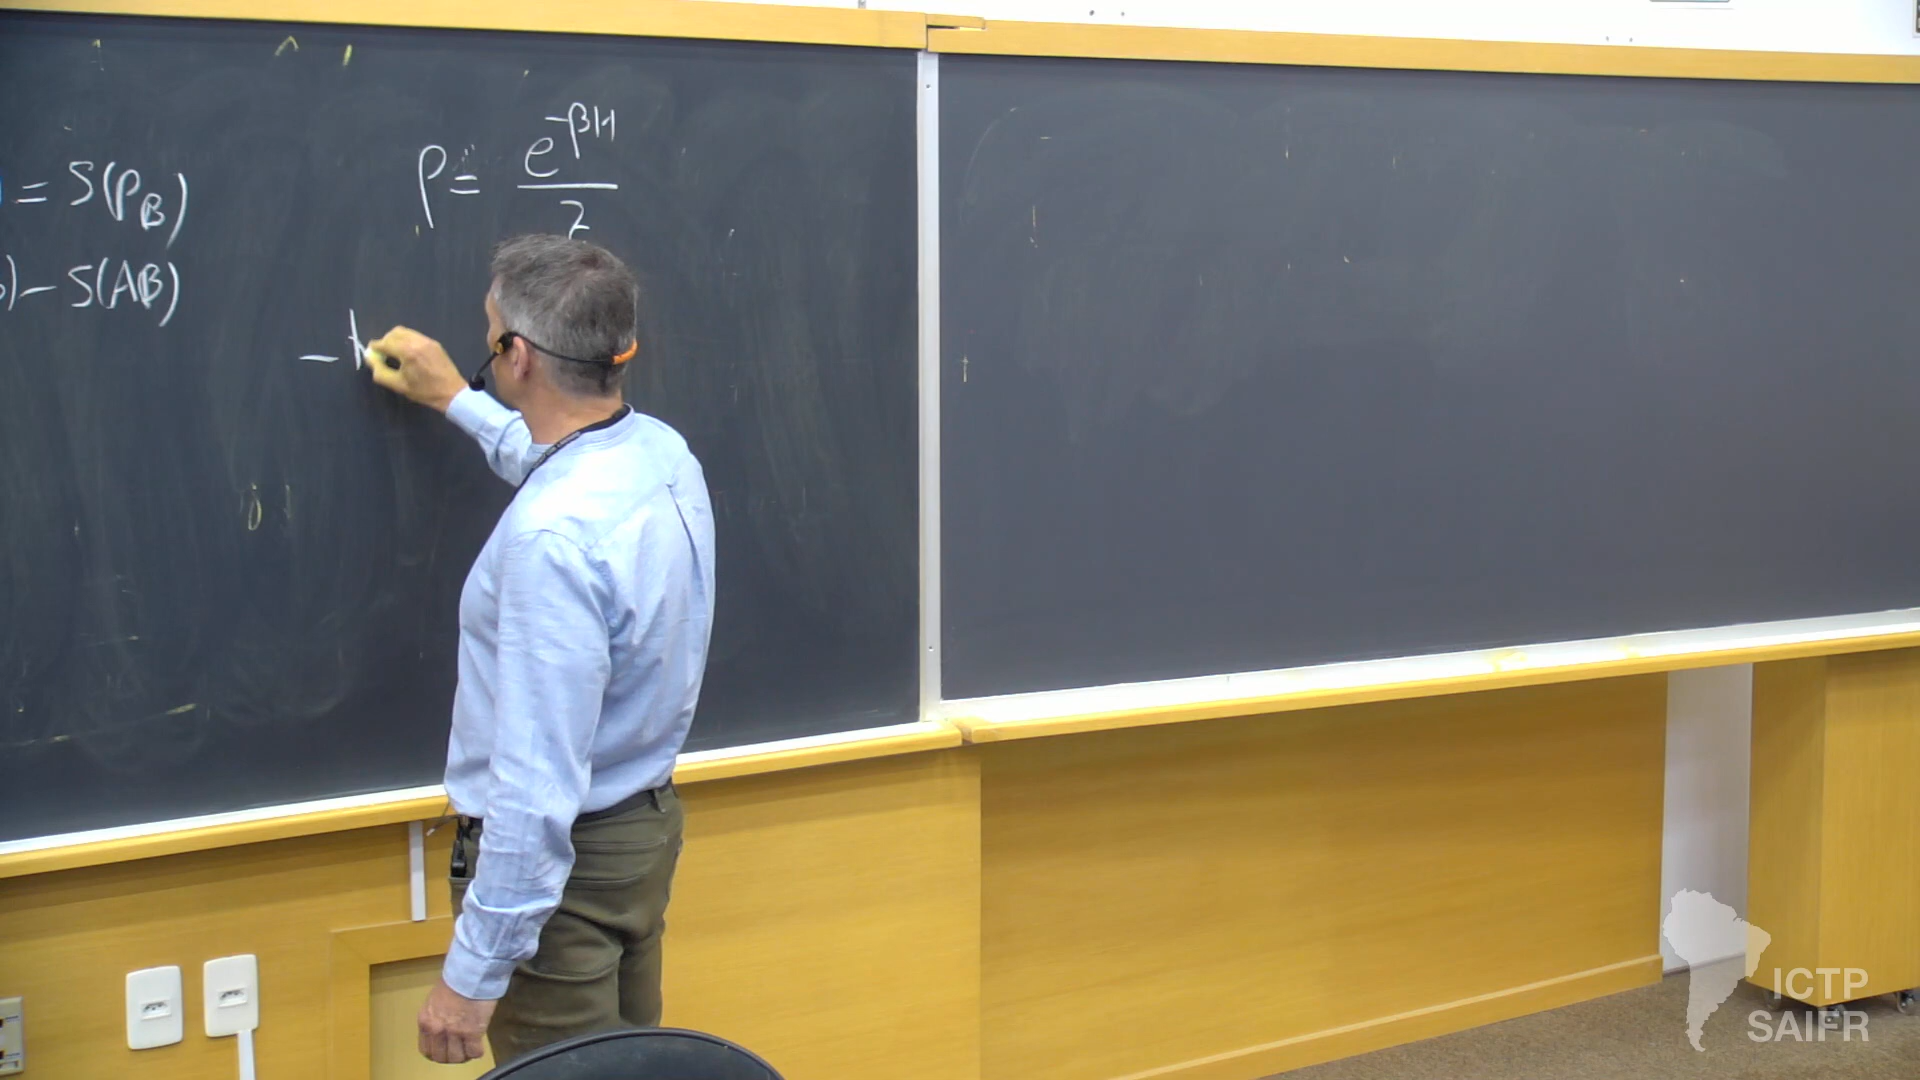 = S(ρ_B)
) − S(AB)
ρ = e^{-βH} / Z
−
ICTP
SAIFR